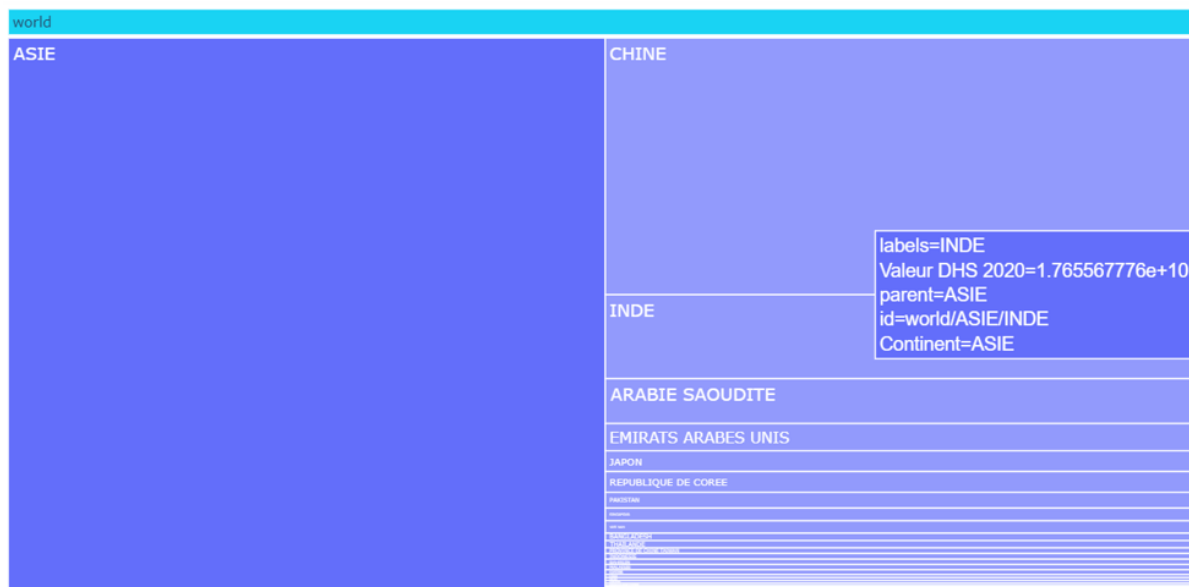 world
ASIE
CHINE
labels=INDE
Valeur DHS 2020=1.765567776e+10
parent=ASIE
id=world/ASIE/INDE
Continent=ASIE
INDE
ARABIE SAOUDITE
EMIRATS ARABES UNIS
JAPON
REPUBLIQUE DE COREE
PAKISTAN
BANGLADESH
THAILANDE